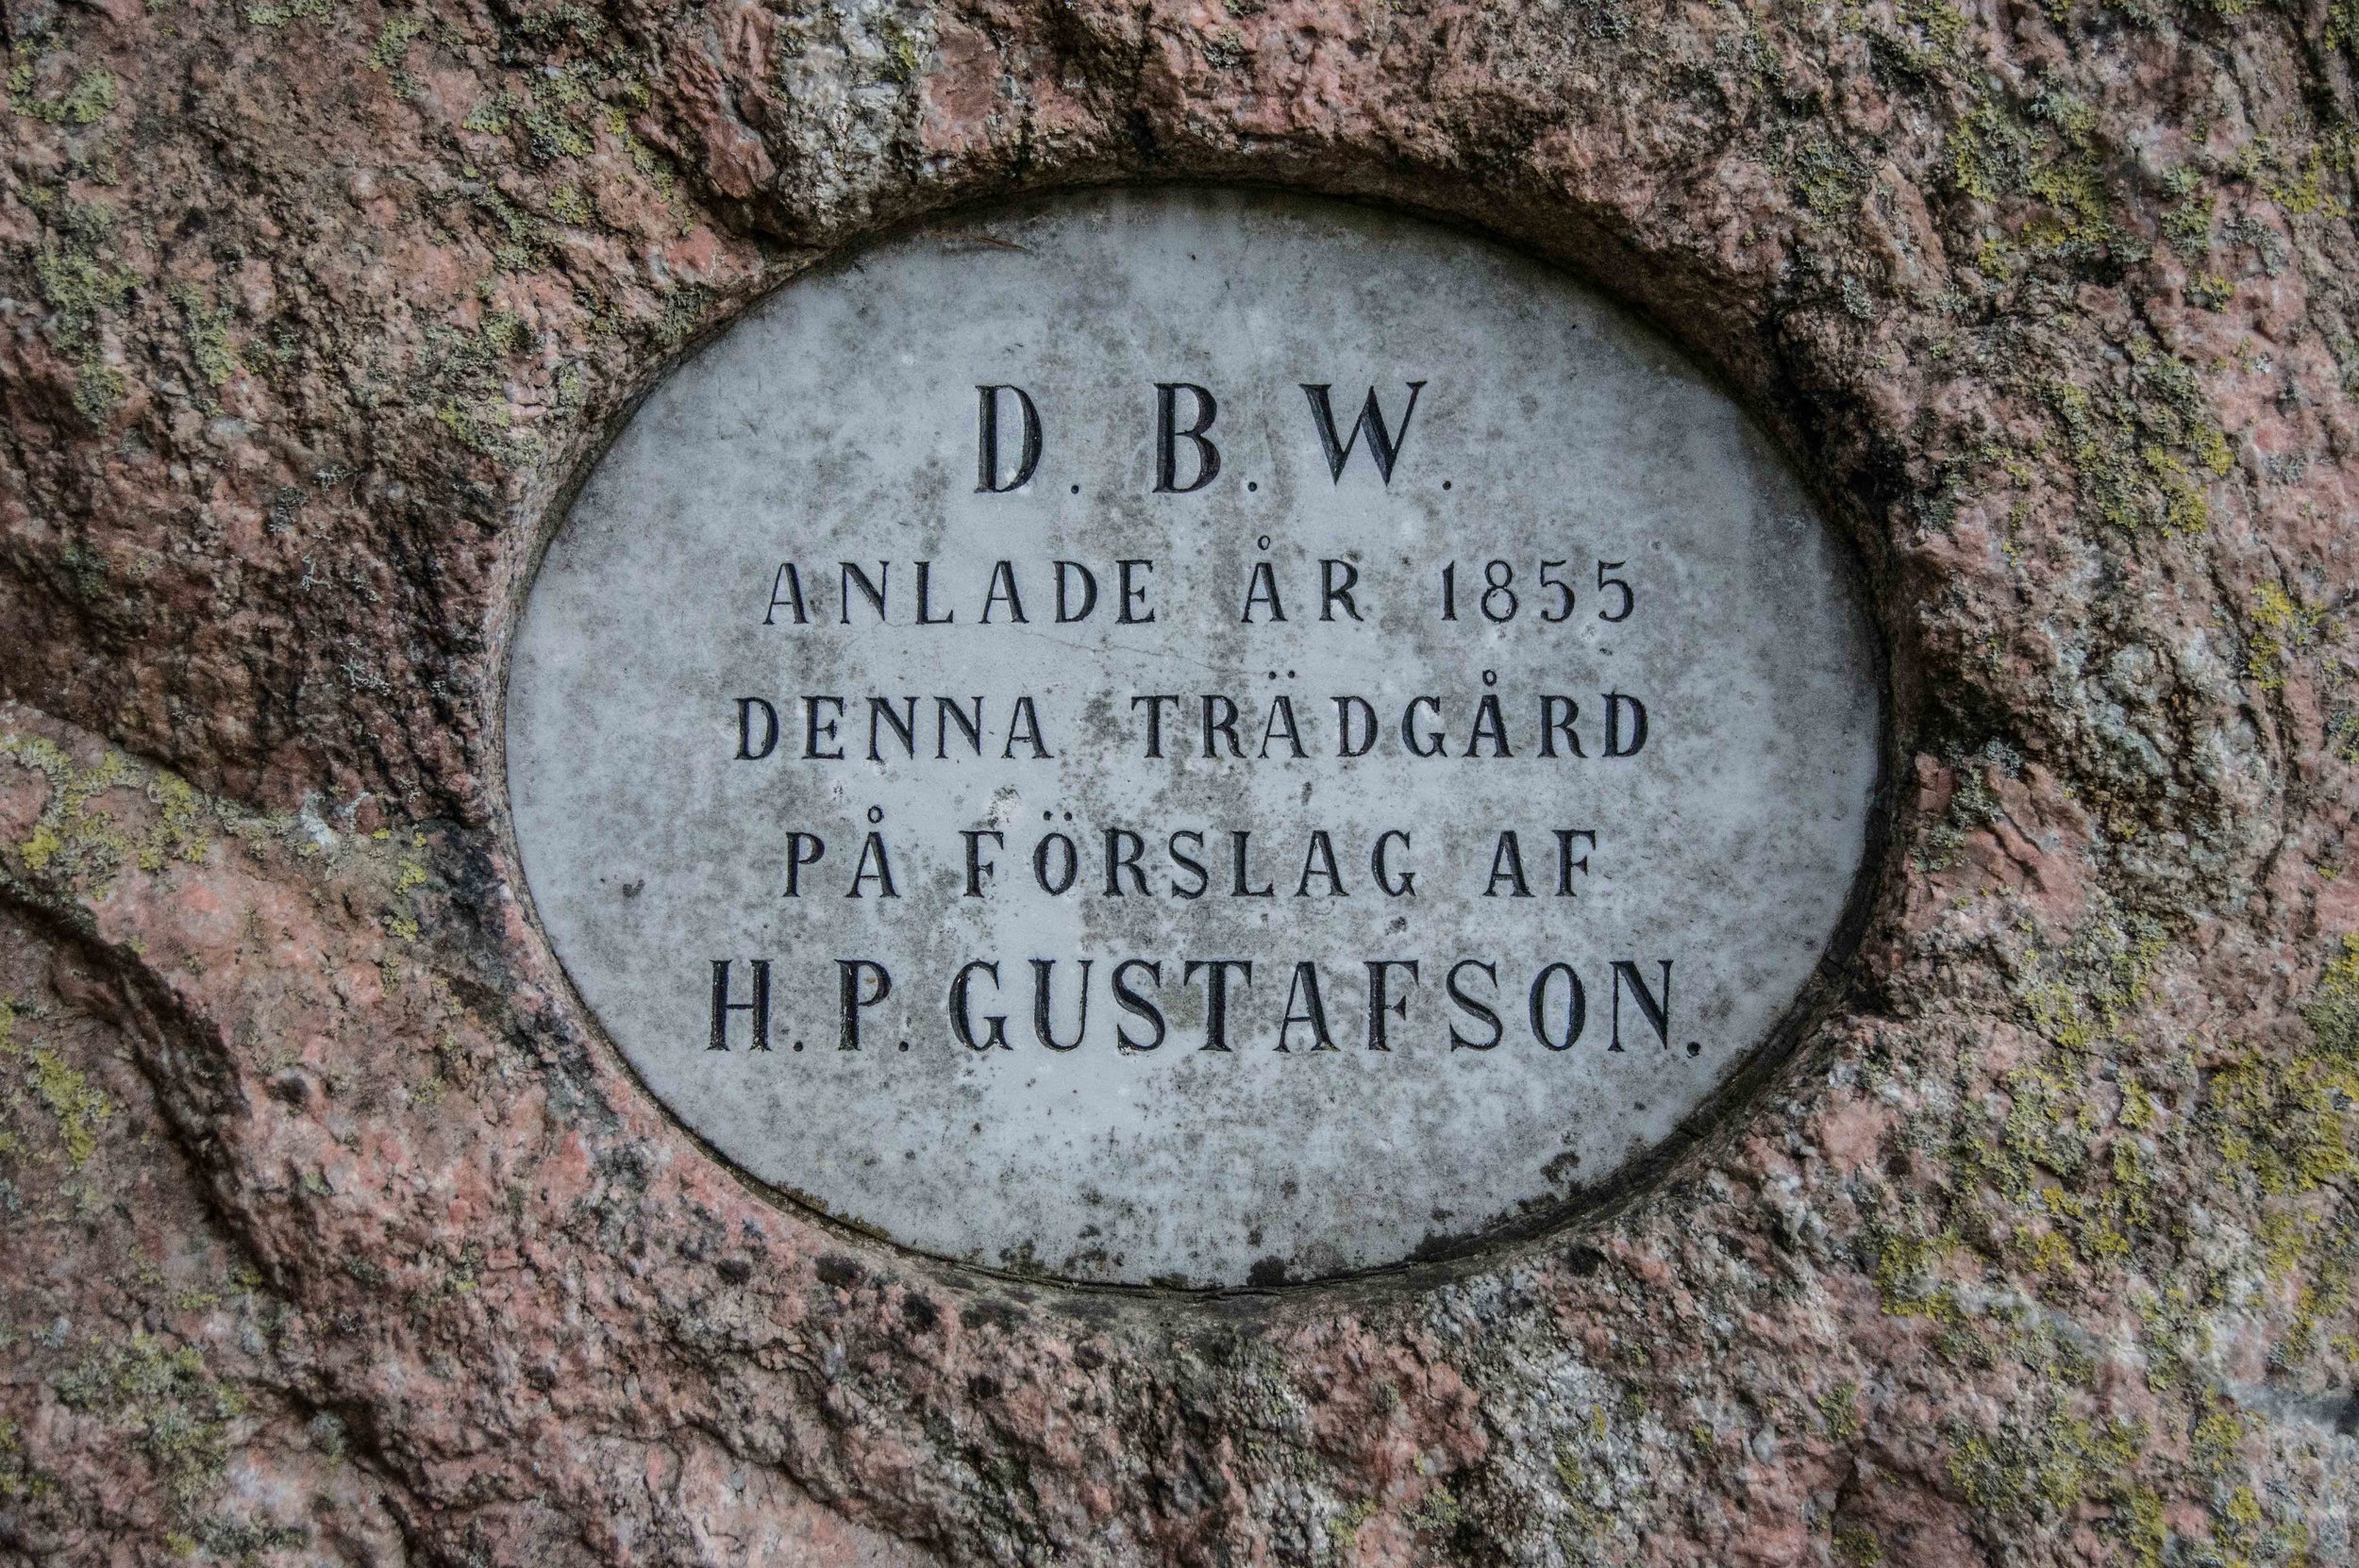 D. B. W.
ANLADE ÅR 1855
DENNA TRÄDGÅRD
PÅ FÖRSLAG AF
H. P. GUSTAFSON.